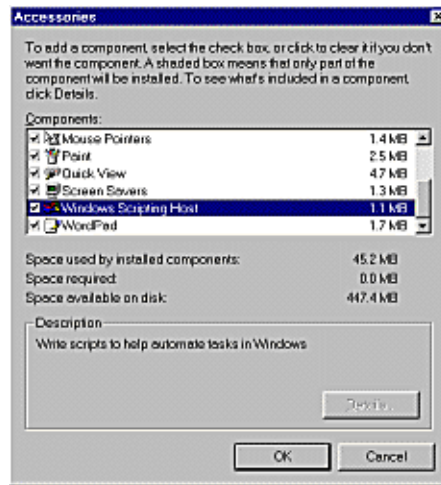 Accessories
To add a component, select the check box, or click to clear it if you don't
want the component. A shaded box means that only part of the
component will be installed. To see what's included in a component,
click Details.
Components:
Mouse Pointers 1.4 MB
Paint 2.5 MB
Quick View 4.7 MB
Screen Savers 1.3 MB
Windows Scripting Host 1.1 MB
WordPad 1.7 MB
Space used by installed components: 45.2 MB
Space required: 0.0 MB
Space available on disk: 447.4 MB
Description
Write scripts to help automate tasks in Windows
Details...
OK Cancel